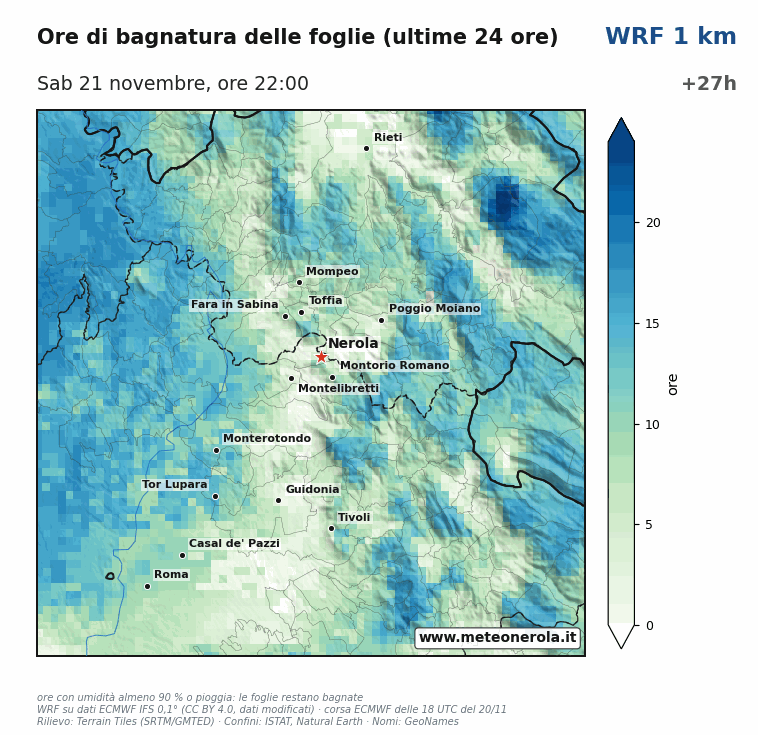 Ore di bagnatura delle foglie (ultime 24 ore)
WRF 1 km
Sab 21 novembre, ore 22:00
+27h
Rieti
Mompeo
Toffia
Fara in Sabina
Poggio Moiano
Nerola
Montorio Romano
Montelibretti
Monterotondo
Tor Lupara
Guidonia
Tivoli
Casal de' Pazzi
Roma
www.meteonerola.it
20
15
10
5
0
ore
ore con umidità almeno 90 % o pioggia: le foglie restano bagnate
WRF su dati ECMWF IFS 0,1° (CC BY 4.0, dati modificati) · corsa ECMWF delle 18 UTC del 20/11
Rilievo: Terrain Tiles (SRTM/GMTED) · Confini: ISTAT, Natural Earth · Nomi: GeoNames